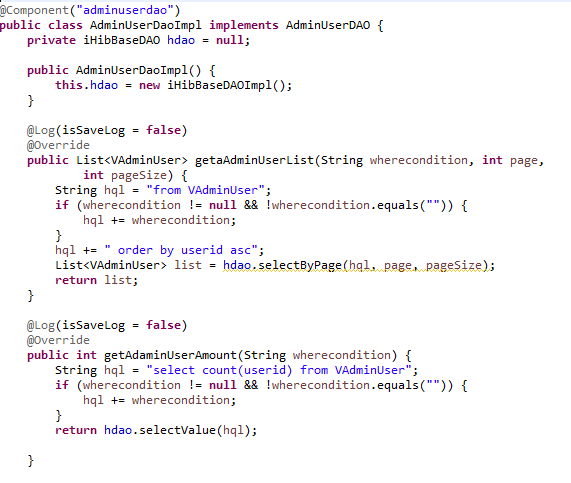 @Component("adminuserdao")
public class AdminUserDaoImpl implements AdminUserDAO {
    private iHibBaseDAO hdao = null;

    public AdminUserDaoImpl() {
        this.hdao = new iHibBaseDAOImpl();
    }

    @Log(isSaveLog = false)
    @Override
    public List<VAdminUser> getaAdminUserList(String wherecondition, int page,
            int pageSize) {
        String hql = "from VAdminUser";
        if (wherecondition != null && !wherecondition.equals("")) {
            hql += wherecondition;
        }
        hql += " order by userid asc";
        List<VAdminUser> list = hdao.selectByPage(hql, page, pageSize);
        return list;
    }

    @Log(isSaveLog = false)
    @Override
    public int getAdaminUserAmount(String wherecondition) {
        String hql = "select count(userid) from VAdminUser";
        if (wherecondition != null && !wherecondition.equals("")) {
            hql += wherecondition;
        }
        return hdao.selectValue(hql);

    }